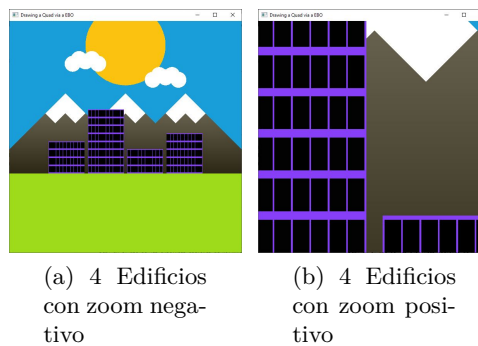 Drawing a Quad via a EBO
Drawing a Quad via a EBO
(a) 4 Edificios
con zoom nega-
tivo
(b) 4 Edificios
con zoom posi-
tivo